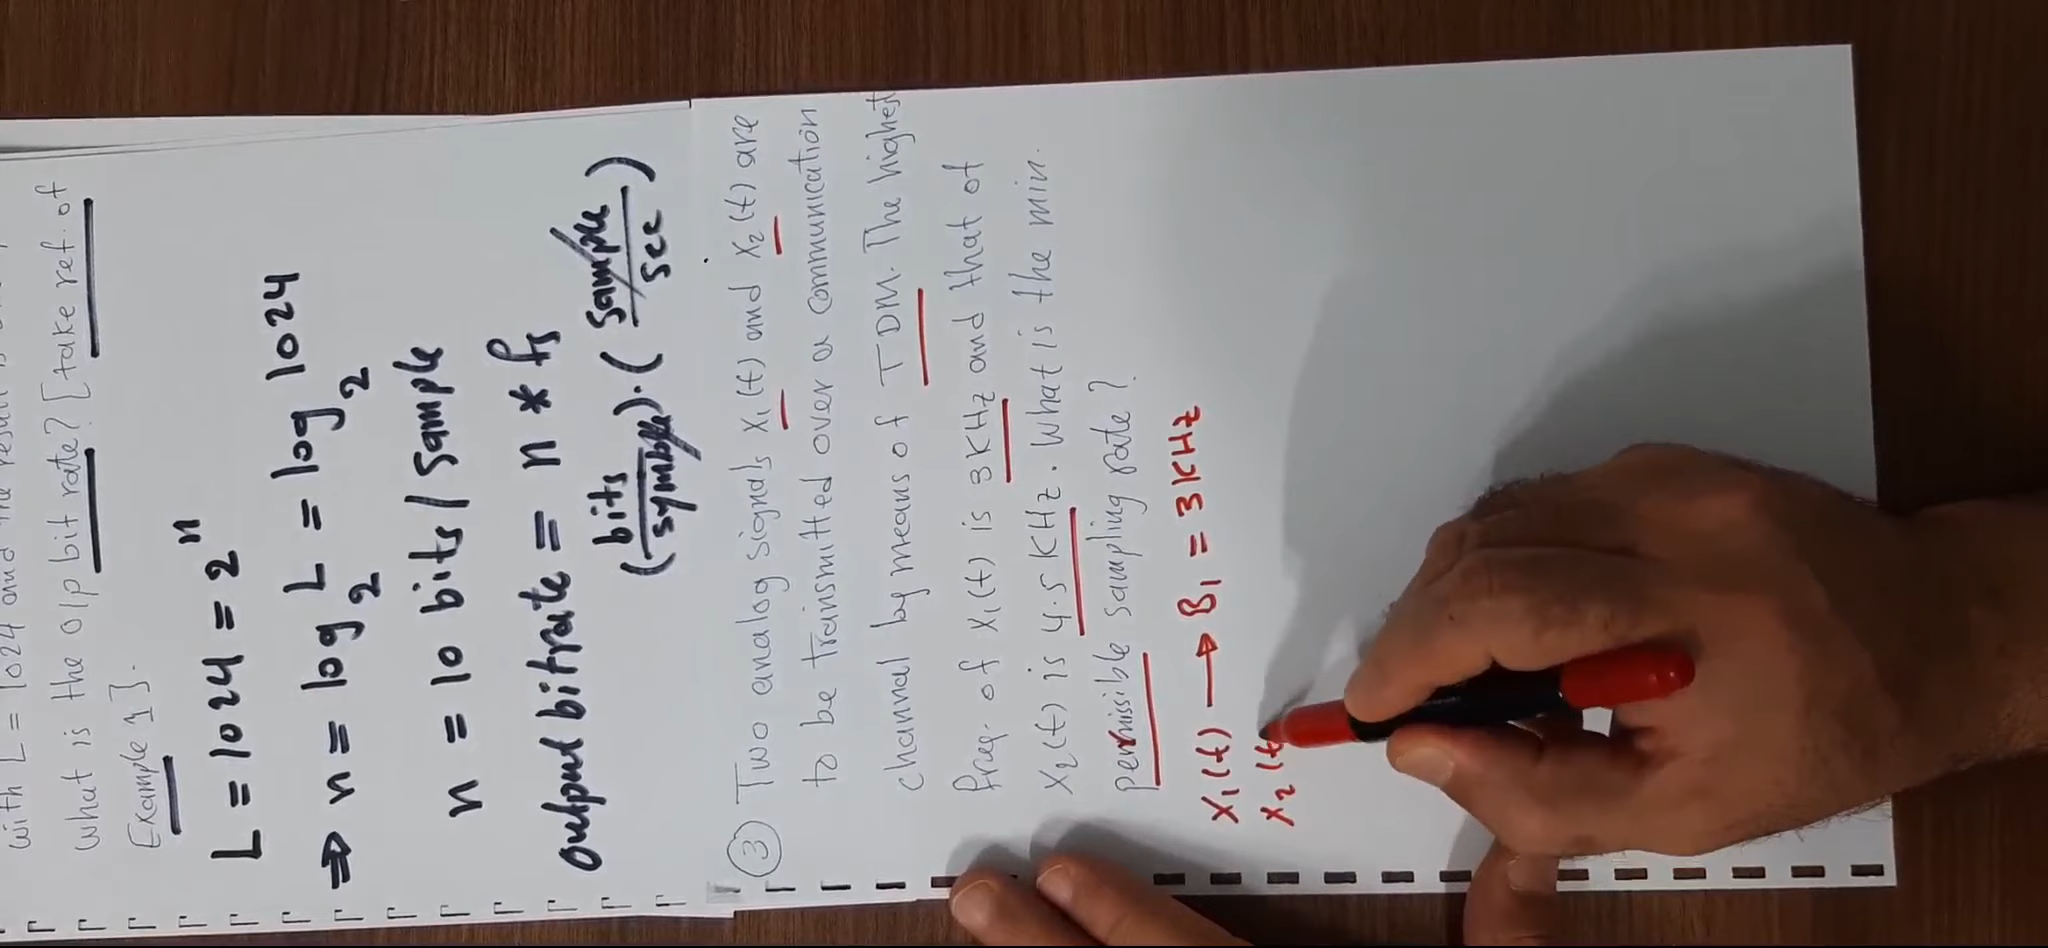 with L = 1024 and the result is
What is the o/p bit rate? [take ref. of
Example 1].
L = 1024 = 2^n
⇒ n = log₂ L = log₂ 1024
n = 10 bits / sample
output bitrate = n * fs
(bits/symbol) . (sample/sec)
③ Two analog signals x₁(t) and x₂(t) are
to be transmitted over a communication
channal by means of TDM. The highest
freq. of x₁(t) is 3KHz and that of
x₂(t) is 4.5 KHz. What is the min.
permissible sampling rate?
x₁(t) → B₁ = 3KHz
x₂(t